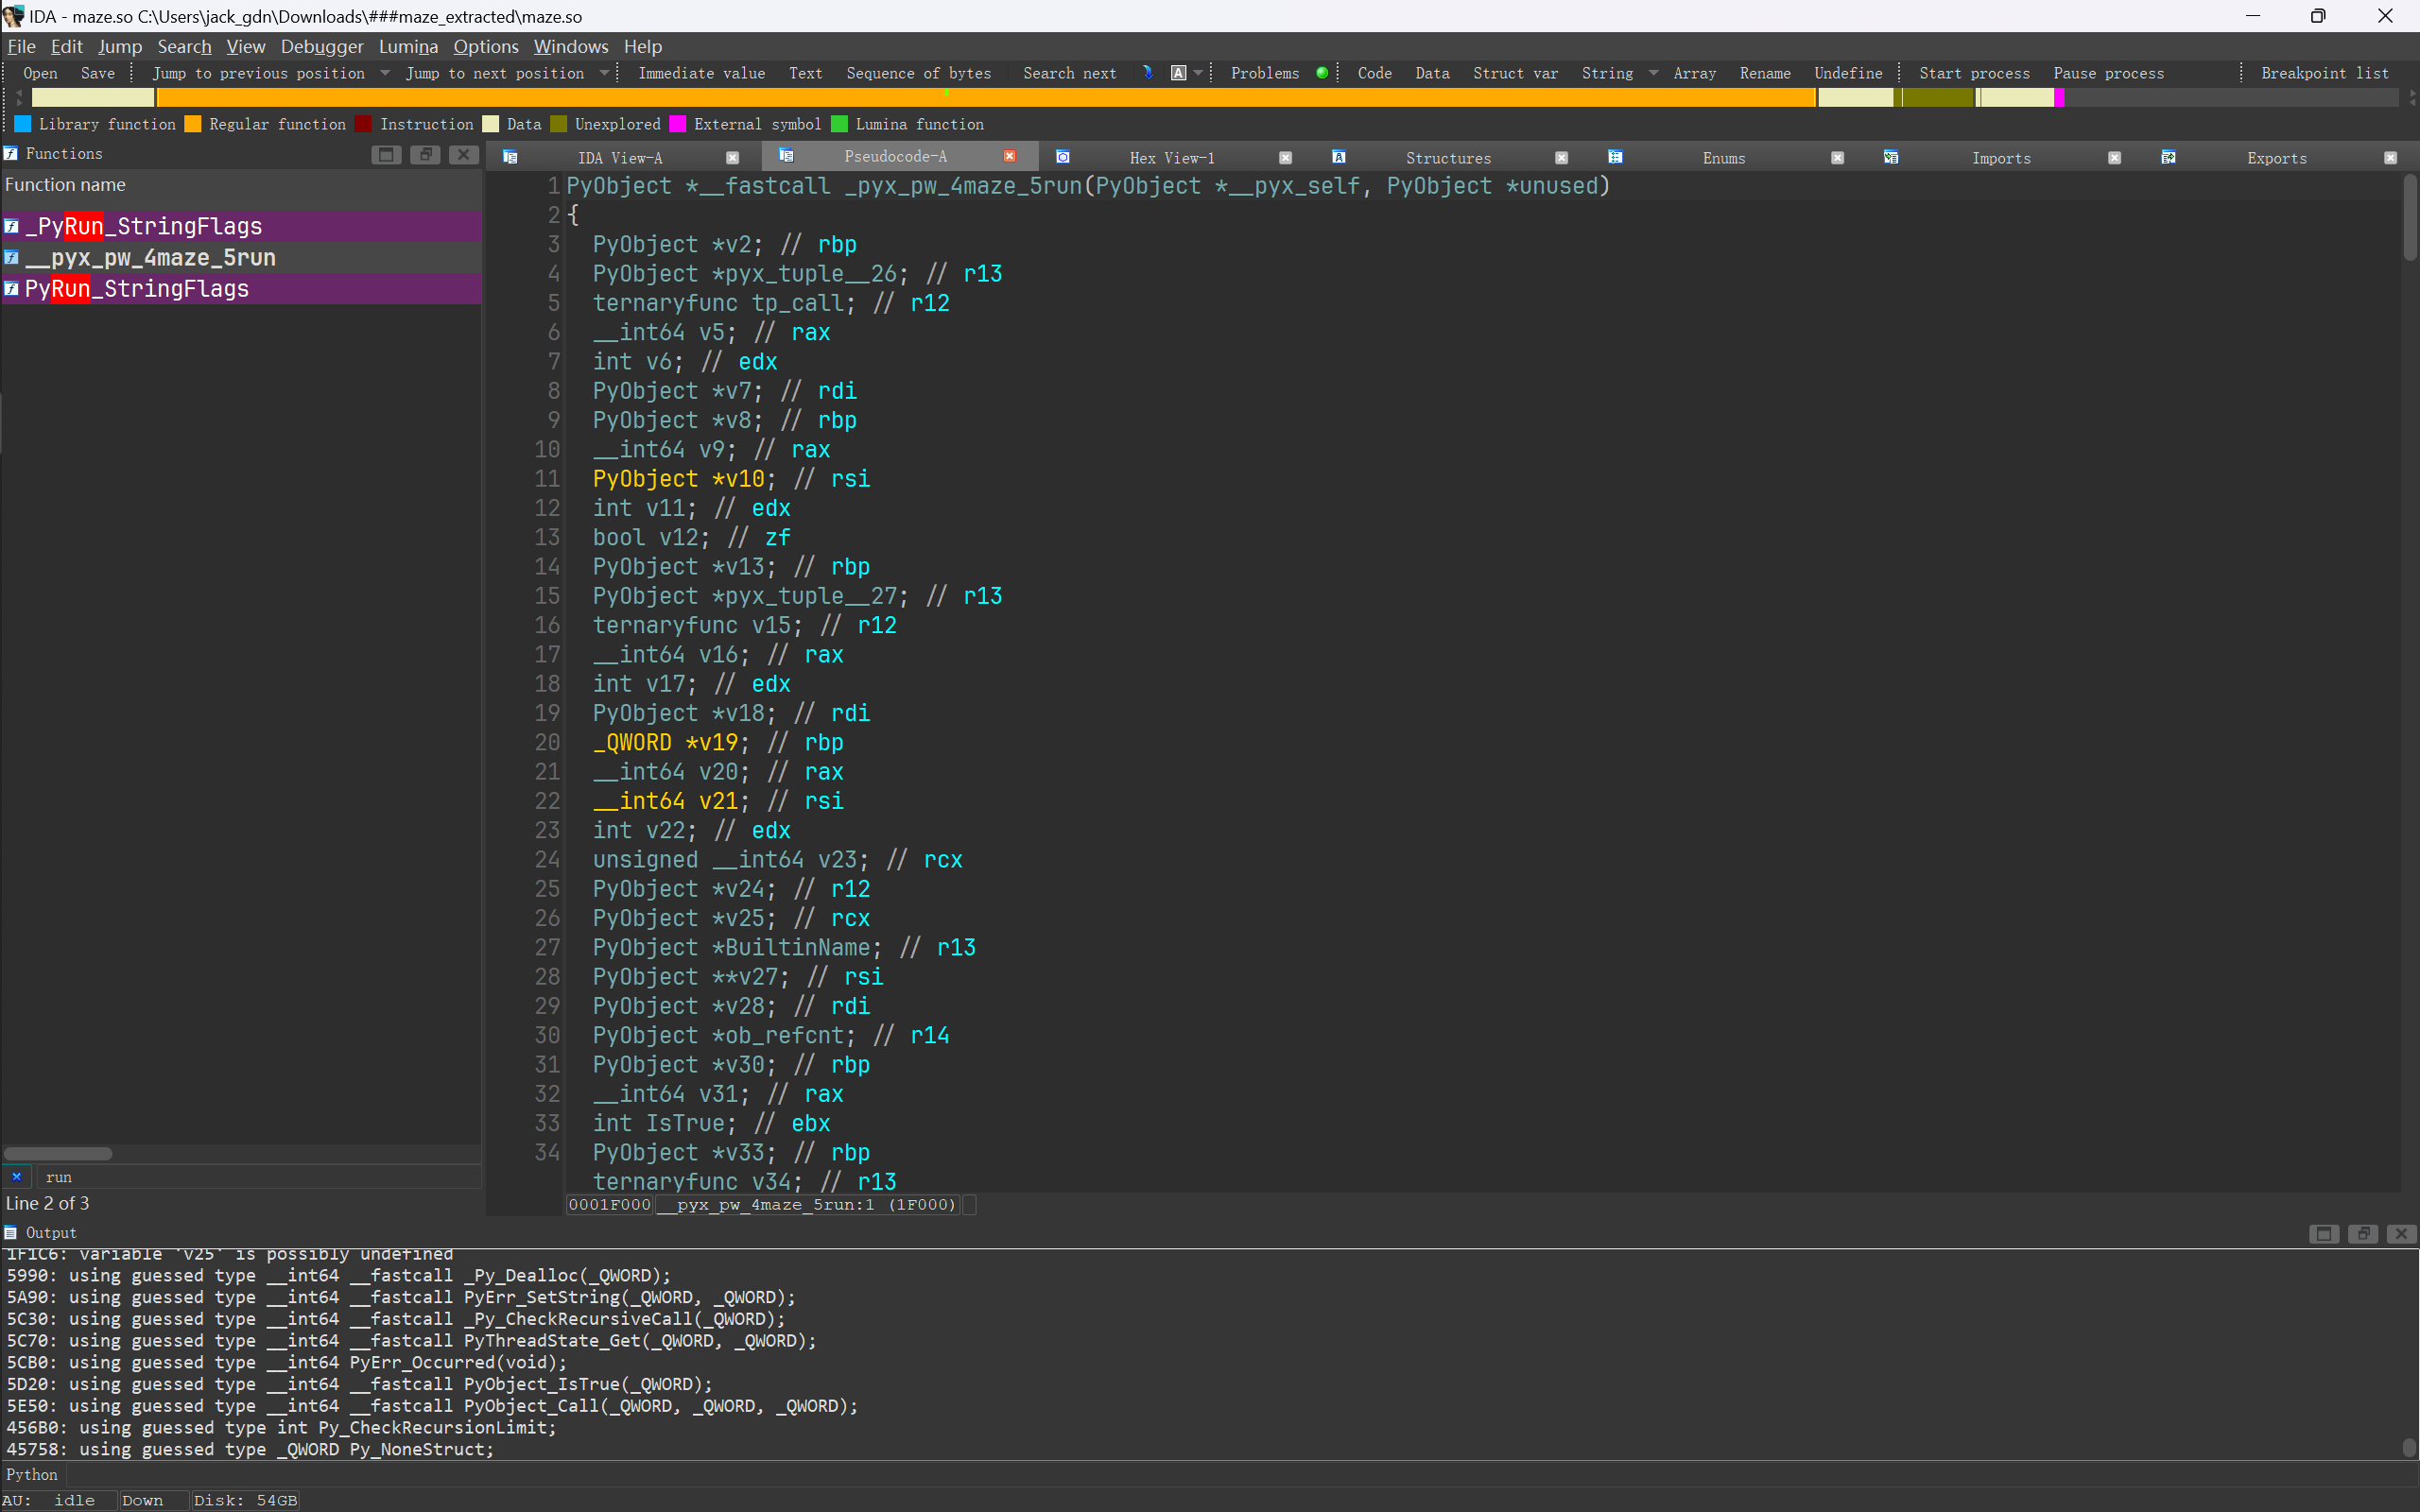 IDA - maze.so C:\Users\jack_gdn\Downloads\###maze_extracted\maze.so
File Edit Jump Search View Debugger Lumina Options Windows Help
Open Save Jump to previous position Jump to next position Immediate value Text Sequence of bytes Search next A Problems Code Data Struct var String Array Rename Undefine Start process Pause process Breakpoint list
Library function Regular function Instruction Data Unexplored External symbol Lumina function
Functions
IDA View-A Pseudocode-A Hex View-1 Structures Enums Imports Exports
Function name
_PyRun_StringFlags
__pyx_pw_4maze_5run
PyRun_StringFlags
1 PyObject *__fastcall _pyx_pw_4maze_5run(PyObject *__pyx_self, PyObject *unused)
2 {
3 PyObject *v2; // rbp
4 PyObject *pyx_tuple__26; // r13
5 ternaryfunc tp_call; // r12
6 __int64 v5; // rax
7 int v6; // edx
8 PyObject *v7; // rdi
9 PyObject *v8; // rbp
10 __int64 v9; // rax
11 PyObject *v10; // rsi
12 int v11; // edx
13 bool v12; // zf
14 PyObject *v13; // rbp
15 PyObject *pyx_tuple__27; // r13
16 ternaryfunc v15; // r12
17 __int64 v16; // rax
18 int v17; // edx
19 PyObject *v18; // rdi
20 _QWORD *v19; // rbp
21 __int64 v20; // rax
22 __int64 v21; // rsi
23 int v22; // edx
24 unsigned __int64 v23; // rcx
25 PyObject *v24; // r12
26 PyObject *v25; // rcx
27 PyObject *BuiltinName; // r13
28 PyObject **v27; // rsi
29 PyObject *v28; // rdi
30 PyObject *ob_refcnt; // r14
31 PyObject *v30; // rbp
32 __int64 v31; // rax
33 int IsTrue; // ebx
34 PyObject *v33; // rbp
ternaryfunc v34; // r13
run
Line 2 of 3
0001F000 __pyx_pw_4maze_5run:1 (1F000)
Output
1F1C6: variable 'v25' is possibly undefined
5990: using guessed type __int64 __fastcall _Py_Dealloc(_QWORD);
5A90: using guessed type __int64 __fastcall PyErr_SetString(_QWORD, _QWORD);
5C30: using guessed type __int64 __fastcall _Py_CheckRecursiveCall(_QWORD);
5C70: using guessed type __int64 __fastcall PyThreadState_Get(_QWORD, _QWORD);
5CB0: using guessed type __int64 PyErr_Occurred(void);
5D20: using guessed type __int64 __fastcall PyObject_IsTrue(_QWORD);
5E50: using guessed type __int64 __fastcall PyObject_Call(_QWORD, _QWORD, _QWORD);
456B0: using guessed type int Py_CheckRecursionLimit;
45758: using guessed type _QWORD Py_NoneStruct;
Python
AU: idle Down Disk: 54GB